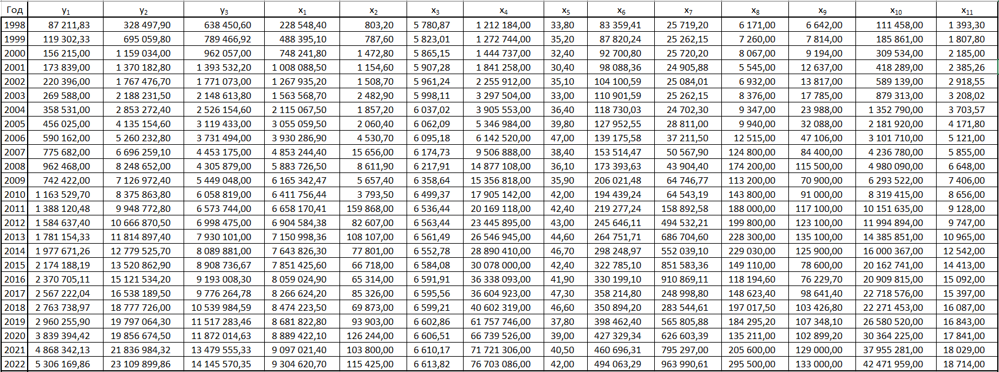 Год y1 y2 y3 x1 x2 x3 x4 x5 x6 x7 x8 x9 x10 x11
1998 87 211,83 328 497,90 638 450,60 228 548,40 803,20 5 780,87 1 212 184,00 33,80 83 359,41 25 719,20 6 171,00 6 642,00 111 458,00 1 393,30
1999 119 302,33 695 059,80 789 466,92 488 395,10 787,60 5 823,01 1 272 744,00 35,20 87 820,24 25 262,15 7 260,00 7 814,00 185 861,00 1 807,80
2000 156 215,00 1 159 034,00 962 057,00 748 241,80 1 472,80 5 865,15 1 444 737,00 32,40 92 700,80 25 720,20 8 067,00 9 194,00 309 534,00 2 185,00
2001 173 839,00 1 370 182,80 1 393 532,20 1 008 088,50 1 154,60 5 907,28 1 841 258,00 30,40 98 088,36 24 905,88 5 545,00 12 637,00 418 289,00 2 385,26
2002 220 396,00 1 767 476,70 1 771 073,00 1 267 935,20 1 508,70 5 961,24 2 255 912,00 35,10 104 100,59 25 084,01 6 932,00 13 817,00 589 139,00 2 918,55
2003 269 588,00 2 188 231,50 2 148 613,80 1 563 568,70 2 482,90 5 998,11 3 297 504,00 33,00 110 901,59 25 262,15 8 376,00 17 785,00 879 313,00 3 208,02
2004 358 531,00 2 853 272,40 2 526 154,60 2 115 067,50 1 857,20 6 037,02 3 905 553,00 36,40 118 730,03 24 702,30 9 347,00 23 988,00 1 352 790,00 3 703,57
2005 456 025,00 4 135 154,60 3 119 433,00 3 055 059,50 2 060,40 6 062,09 5 346 984,00 39,80 127 952,55 28 811,00 9 940,00 32 088,00 2 181 920,00 4 171,80
2006 590 162,00 5 260 232,80 3 731 494,00 3 930 286,90 4 530,70 6 095,18 6 142 520,00 47,00 139 175,58 37 211,50 12 515,00 47 106,00 3 101 710,00 5 121,00
2007 775 682,00 6 696 259,10 4 453 175,00 4 853 244,40 15 656,00 6 174,73 9 506 888,00 38,40 153 514,47 50 567,90 124 800,00 84 400,00 4 236 780,00 5 855,00
2008 962 468,00 8 248 652,00 4 305 879,00 5 883 726,50 8 611,90 6 217,91 14 877 108,00 36,10 173 393,63 43 904,40 174 200,00 115 500,00 4 980 090,00 6 648,00
2009 742 422,00 7 126 972,40 5 449 048,00 6 165 342,47 5 657,40 6 358,64 15 356 818,00 35,90 206 021,48 64 746,77 113 200,00 70 900,00 6 293 522,00 7 406,00
2010 1 163 529,70 8 375 863,80 6 058 819,00 6 411 756,44 3 793,50 6 499,37 17 905 142,00 42,00 194 439,24 64 543,19 143 800,00 91 000,00 8 319 415,00 8 656,00
2011 1 388 120,48 9 948 772,80 6 573 744,00 6 658 170,41 159 868,00 6 536,44 20 169 118,00 42,40 219 277,24 158 892,58 188 000,00 117 100,00 10 151 635,00 9 128,00
2012 1 584 637,40 10 666 870,50 6 998 475,00 6 904 584,38 82 607,00 6 563,44 23 445 895,00 43,00 245 646,11 494 532,21 199 800,00 123 100,00 11 994 894,00 9 747,00
2013 1 781 154,33 11 814 897,40 7 930 101,00 7 150 998,36 108 107,00 6 561,49 26 546 945,00 44,60 264 751,71 686 704,60 228 300,00 135 100,00 14 385 851,00 10 965,00
2014 1 977 671,26 12 779 525,70 8 089 881,00 7 643 826,30 77 801,00 6 552,78 28 890 410,00 46,70 298 248,97 552 039,10 229 030,00 125 900,00 16 000 367,00 12 542,00
2015 2 174 188,19 13 520 862,90 8 908 736,67 7 851 425,60 66 718,00 6 584,08 30 078 000,00 42,40 322 785,10 851 583,36 149 110,00 78 600,00 20 162 741,00 14 413,00
2016 2 370 705,11 15 121 534,20 9 193 008,30 8 059 024,90 65 314,00 6 591,91 36 338 093,00 41,90 330 199,10 910 869,11 118 194,60 76 229,70 20 909 815,00 15 092,00
2017 2 567 222,04 16 538 189,50 9 776 264,78 8 266 624,20 85 326,00 6 595,56 36 604 923,00 47,30 358 214,80 248 998,80 148 623,40 98 641,40 22 718 576,00 15 397,00
2018 2 763 738,97 18 777 726,00 10 539 984,59 8 474 223,50 69 873,00 6 599,21 40 602 319,00 46,60 350 894,20 283 544,61 197 017,50 103 426,80 22 271 453,00 16 087,00
2019 2 960 255,90 19 797 064,30 11 517 283,46 8 681 822,80 93 903,00 6 602,86 61 757 746,00 37,80 398 462,40 565 805,88 184 295,20 107 348,10 26 580 520,00 16 843,00
2020 3 839 394,42 19 856 674,50 11 872 014,63 8 889 422,10 126 244,00 6 606,51 66 739 526,00 39,00 427 329,34 626 603,39 135 211,00 102 899,20 30 364 225,00 17 841,00
2021 4 868 342,13 21 836 984,32 13 479 555,33 9 097 021,40 103 800,00 6 610,17 71 721 306,00 40,50 460 696,31 795 297,00 205 600,00 129 000,00 37 955 281,00 18 029,00
2022 5 306 169,86 23 109 899,86 14 145 570,35 9 304 620,70 115 425,00 6 613,82 76 703 086,00 42,00 494 063,29 963 990,61 295 500,00 133 000,00 42 471 959,00 18 714,00